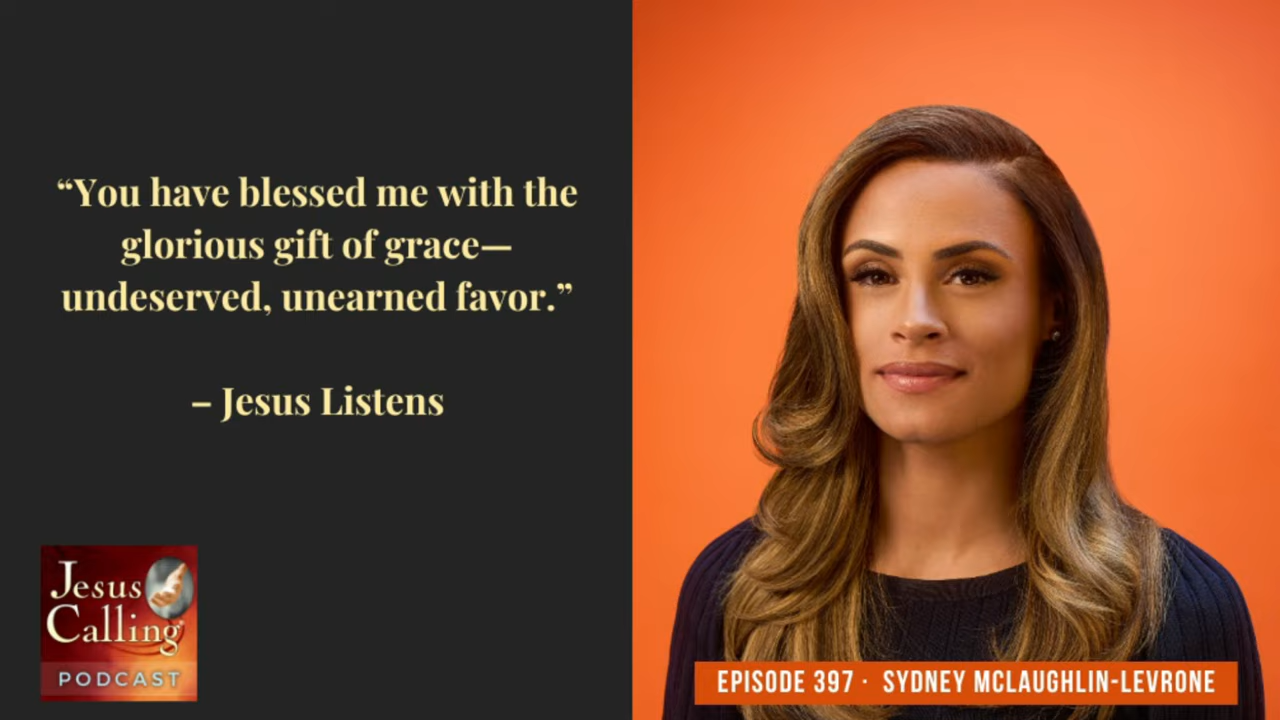 “You have blessed me with the
glorious gift of grace—
undeserved, unearned favor.”
– Jesus Listens
Jesus
Calling
PODCAST
EPISODE 397 · SYDNEY MCLAUGHLIN-LEVRONE